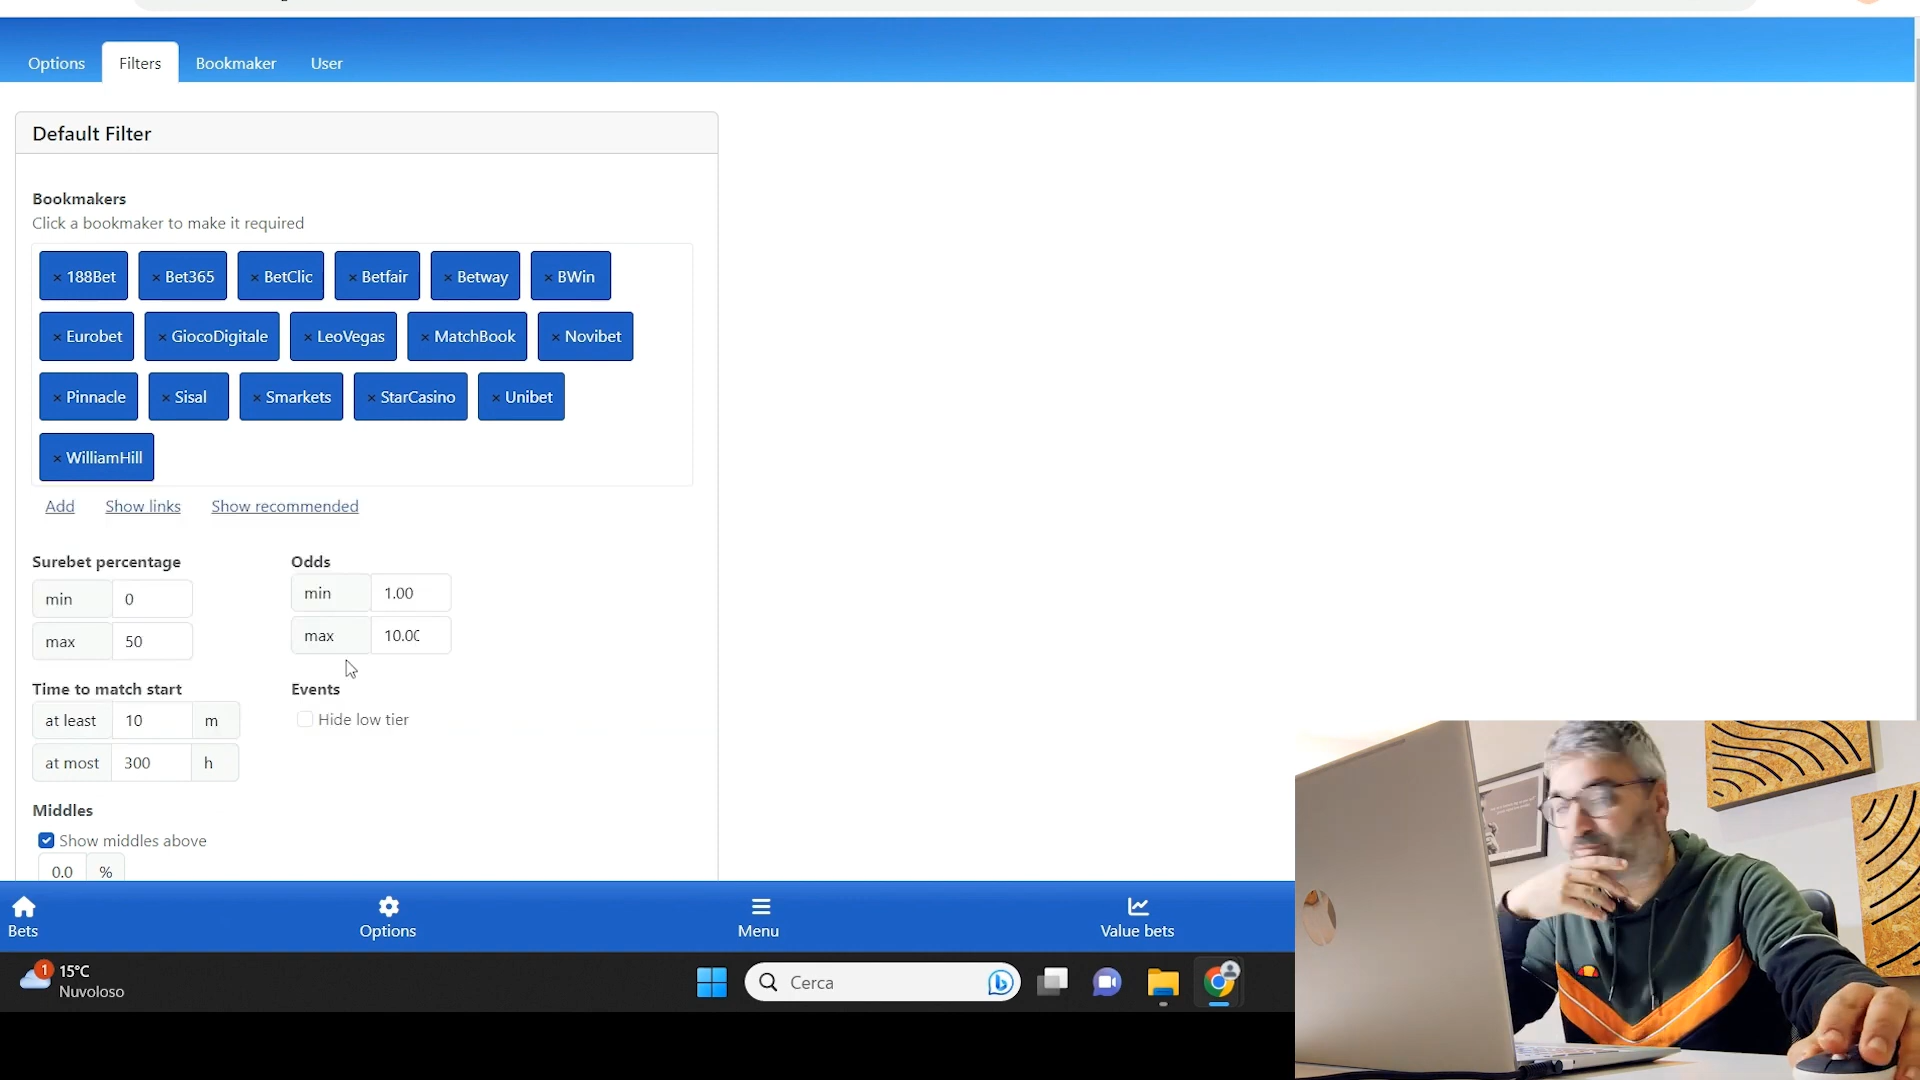 Options Filters Bookmaker User
Default Filter
Bookmakers
Click a bookmaker to make it required
× 188Bet × Bet365 × BetClic × Betfair × Betway × BWin
× Eurobet × GiocoDigitale × LeoVegas × MatchBook × Novibet
× Pinnacle × Sisal × Smarkets × StarCasino × Unibet
× WilliamHill
Add Show links Show recommended
Surebet percentage Odds
min 0 min 1.00
max 50 max 10.00
Time to match start Events
at least 10 m Hide low tier
at most 300 h
Middles
Show middles above
0.0 %
Bets Options Menu Value bets
1 15°C
Nuvoloso
Cerca